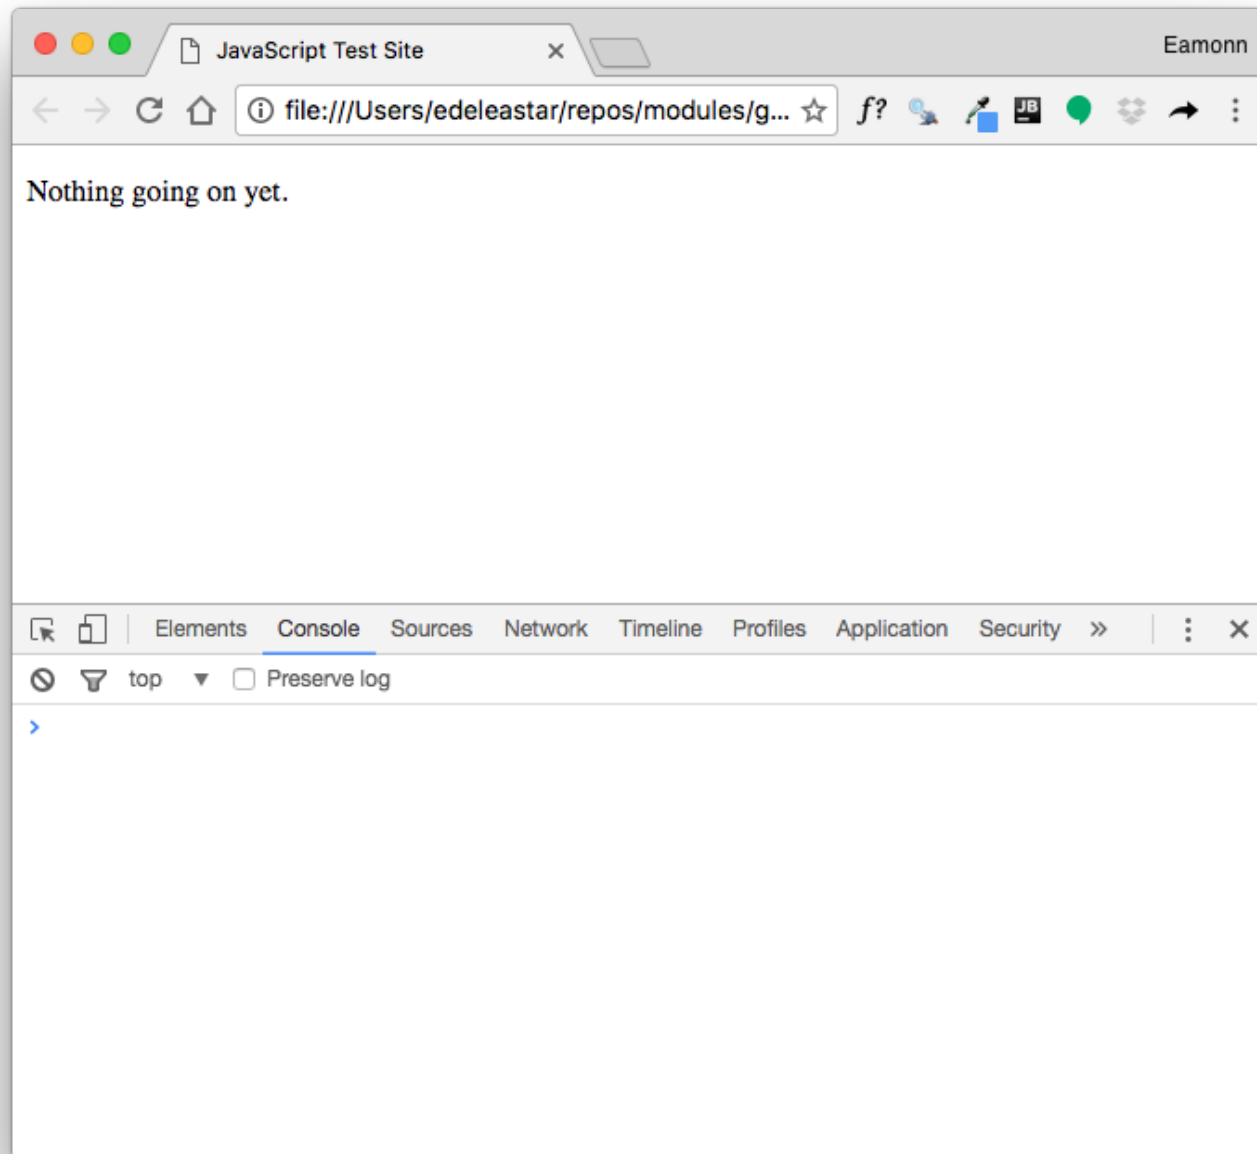 JavaScript Test Site
Eamonn
file:///Users/edeleastar/repos/modules/g...
f?
JB
Nothing going on yet.
Elements Console Sources Network Timeline Profiles Application Security »
top Preserve log
>